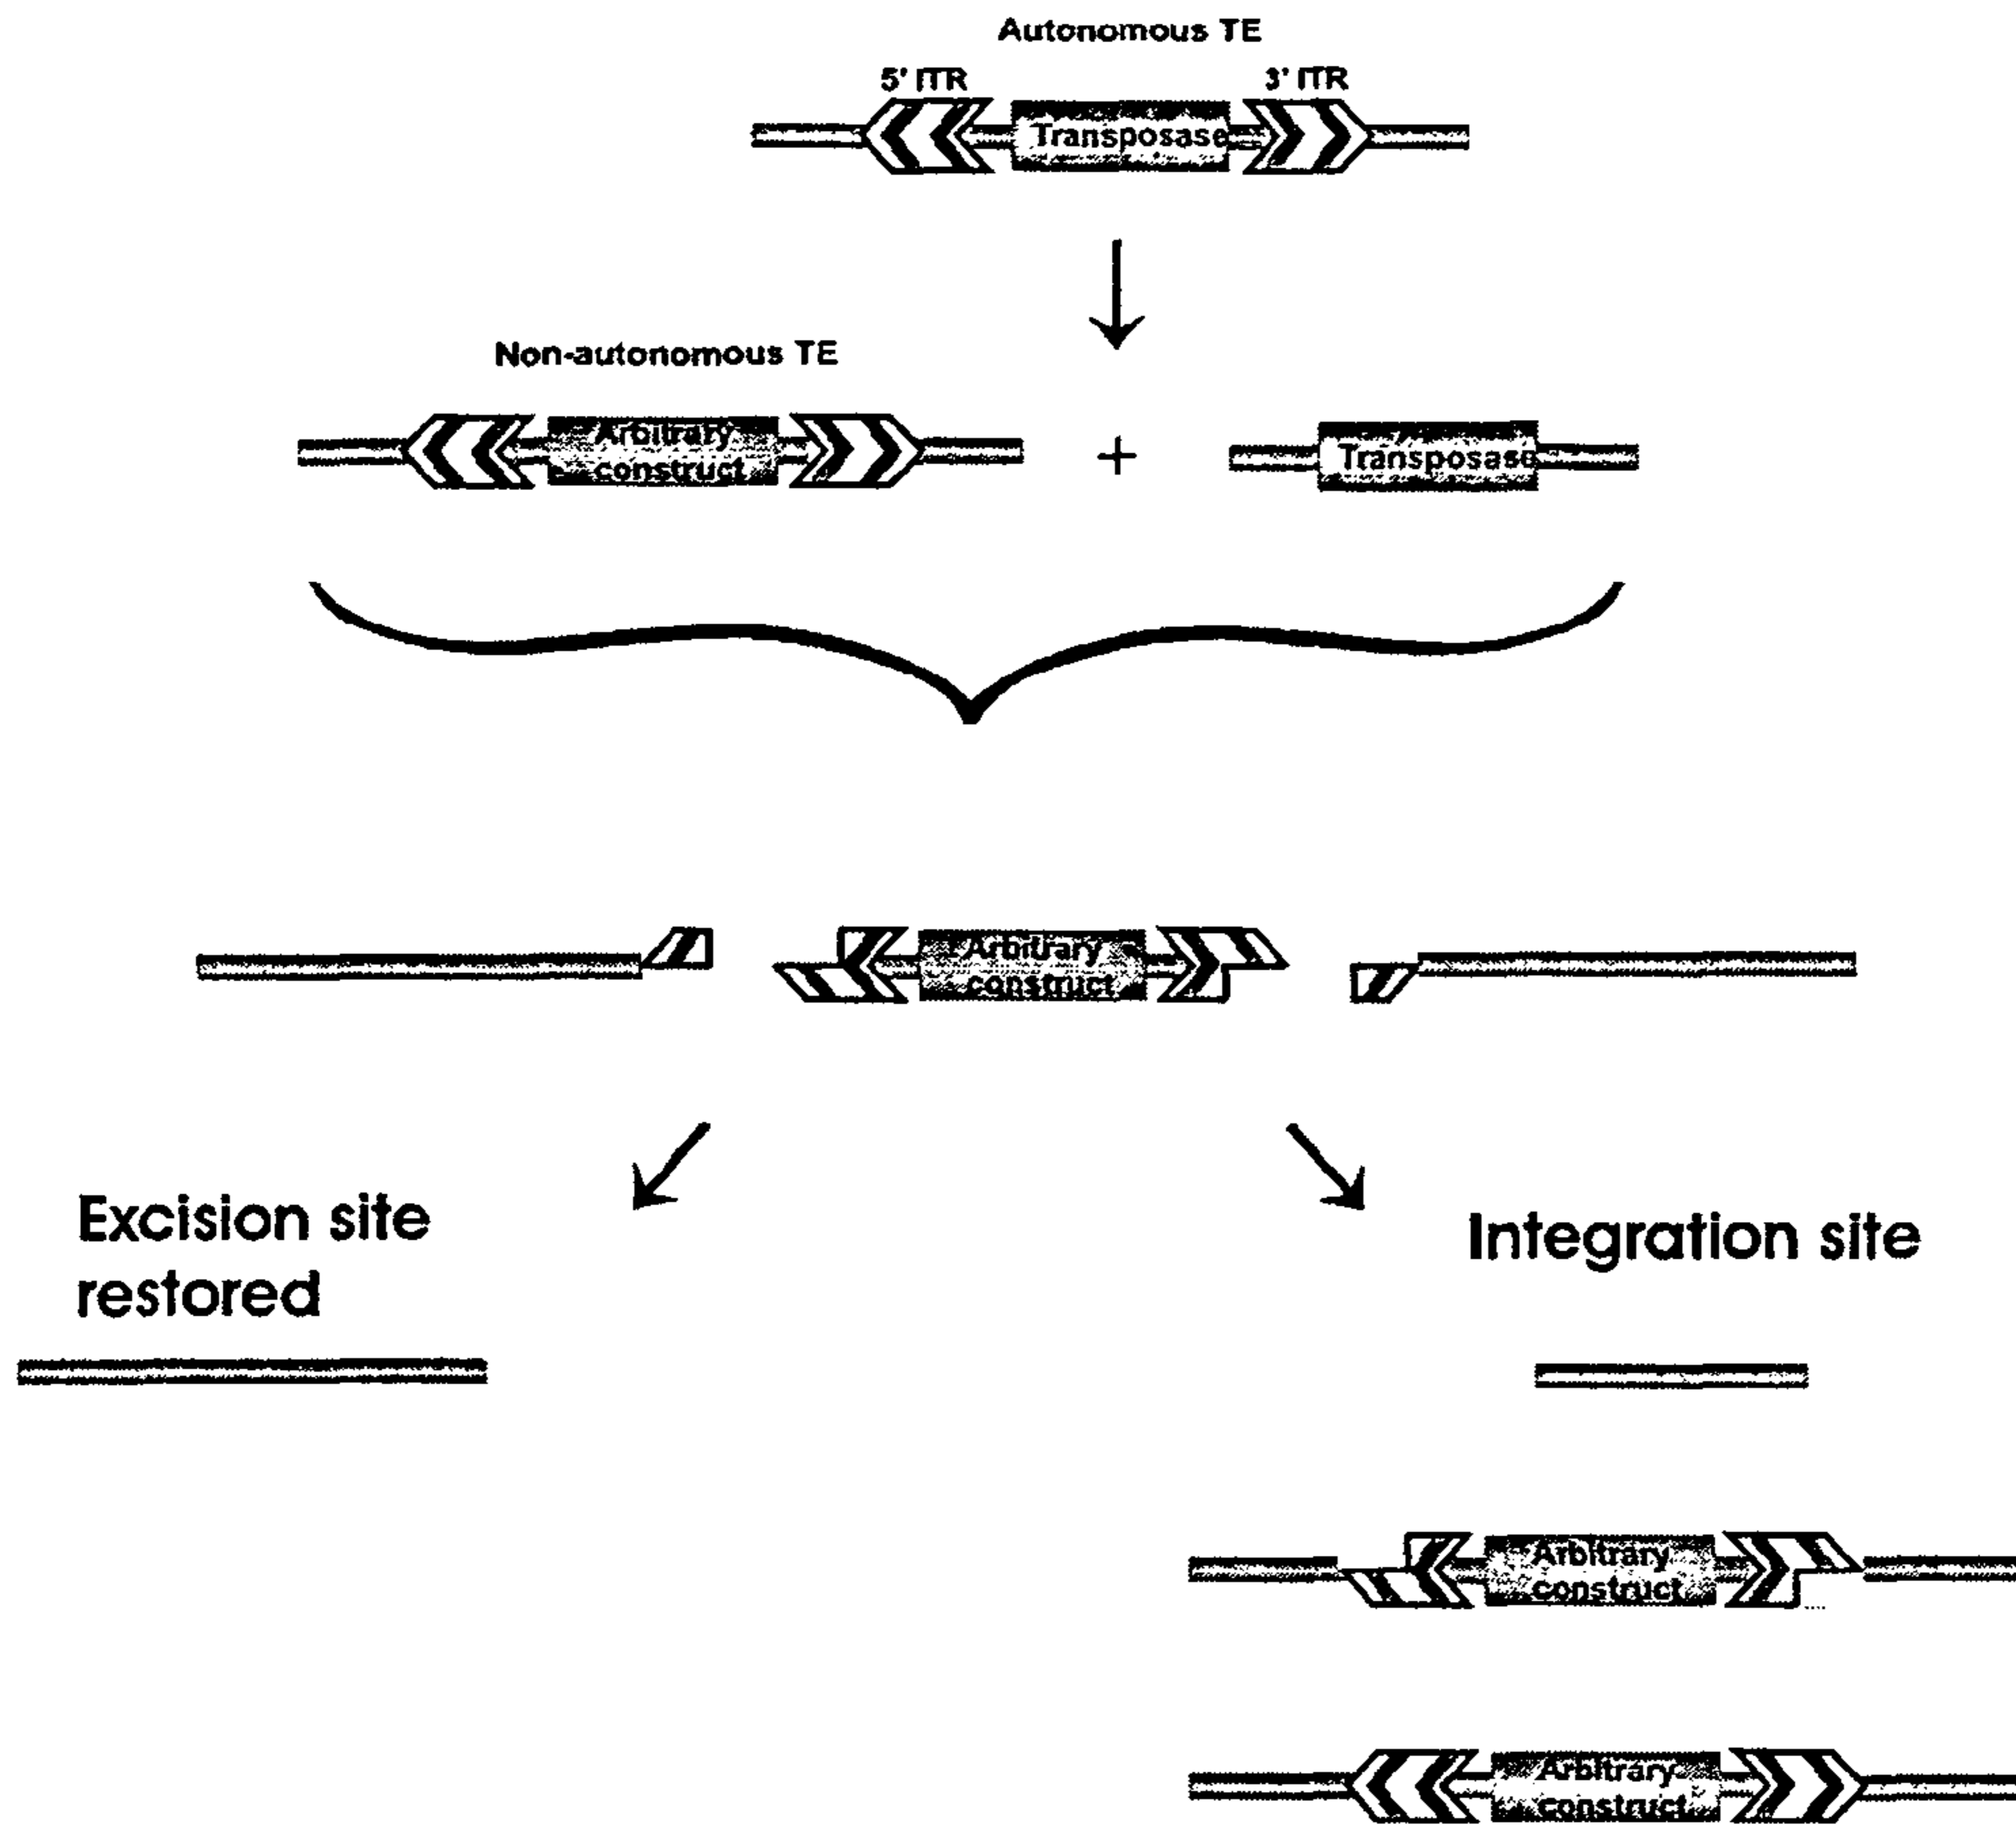 Autonomous TE
5' ITR
3' ITR
Transposase
Non-autonomous TE
Arbitrary
construct
+
Transposase
Arbitrary
construct
Excision site
restored
Integration site
Arbitrary
construct
Arbitrary
construct